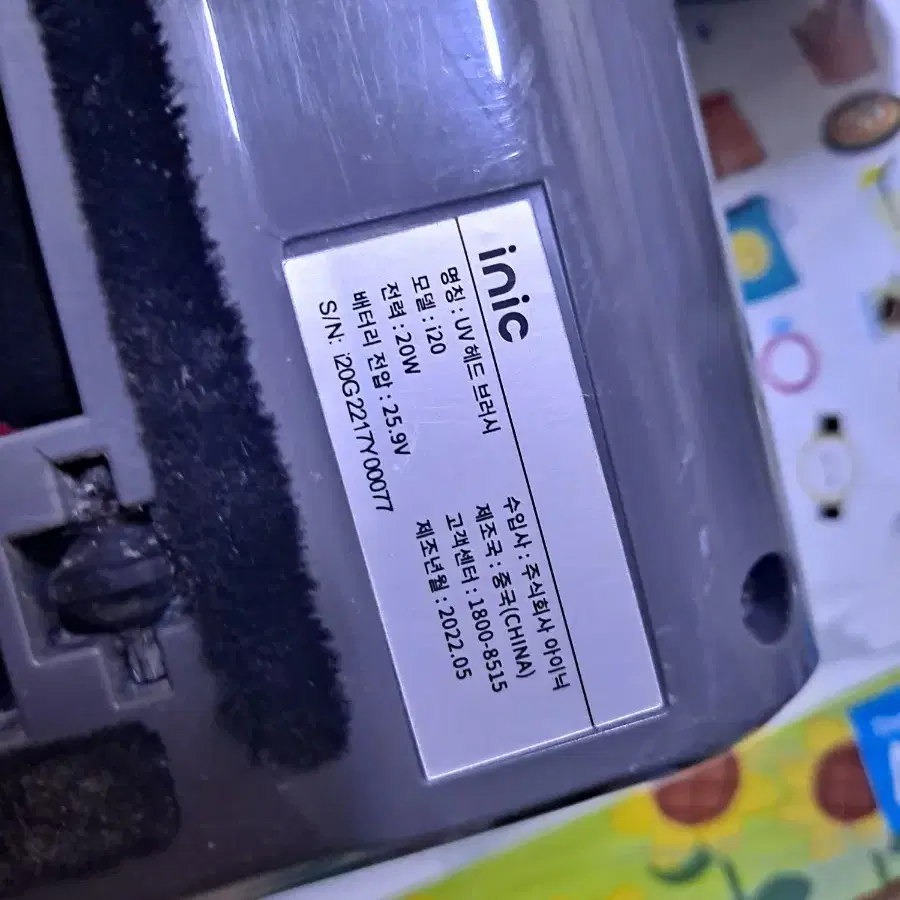 inic
명칭 : UV 헤드 브러시
모델 : i20
전력 : 20W
배터리 전압 : 25.9V
S/N: i20G2217Y00077
수입사 : 주식회사 아이닉
제조국 : 중국(CHINA)
고객센터 : 1800-8515
제조년월 : 2022.05